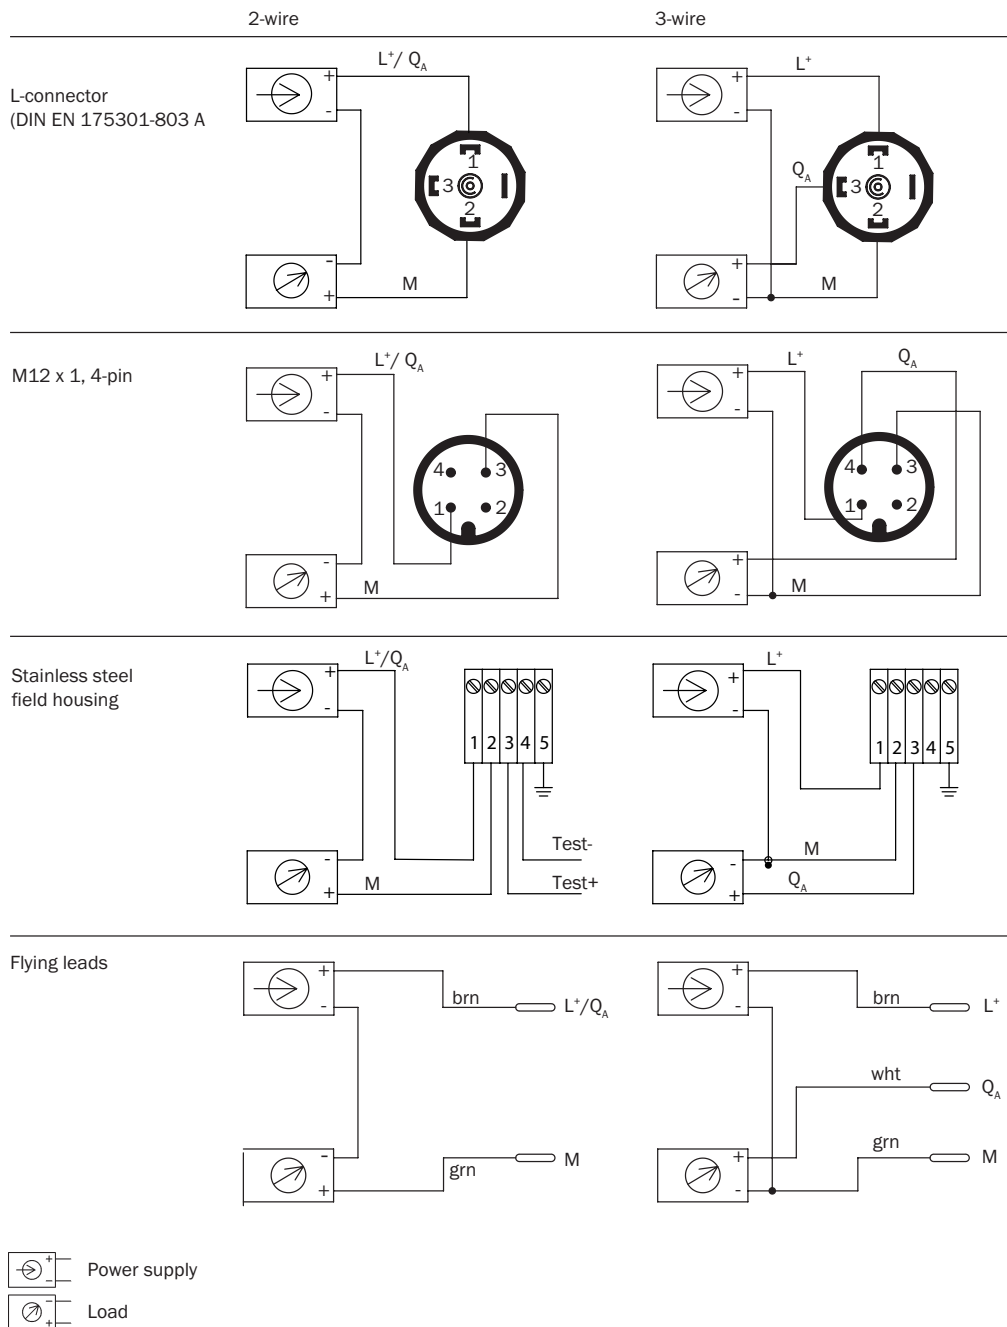 2-wire 3-wire
L-connector
(DIN EN 175301-803 A
+ L⁺/ Q_A
-
1
3
2
-
+ M
+ L⁺
-
1
Q_A 3
2
+
- M
M12 x 1, 4-pin
+ L⁺/ Q_A
-
4 3
1 2
-
+ M
+ L⁺ Q_A
-
4 3
1 2
+
- M
Stainless steel
field housing
+ L⁺/Q_A
-
1 2 3 4 5
- Test-
+ M Test+
+ L⁺
-
1 2 3 4 5
- M
+ Q_A
Flying leads
+ brn L⁺/Q_A
-
- M
+ grn
+ brn L⁺
-
wht Q_A
+ grn M
-
+ Power supply
-
- Load
+